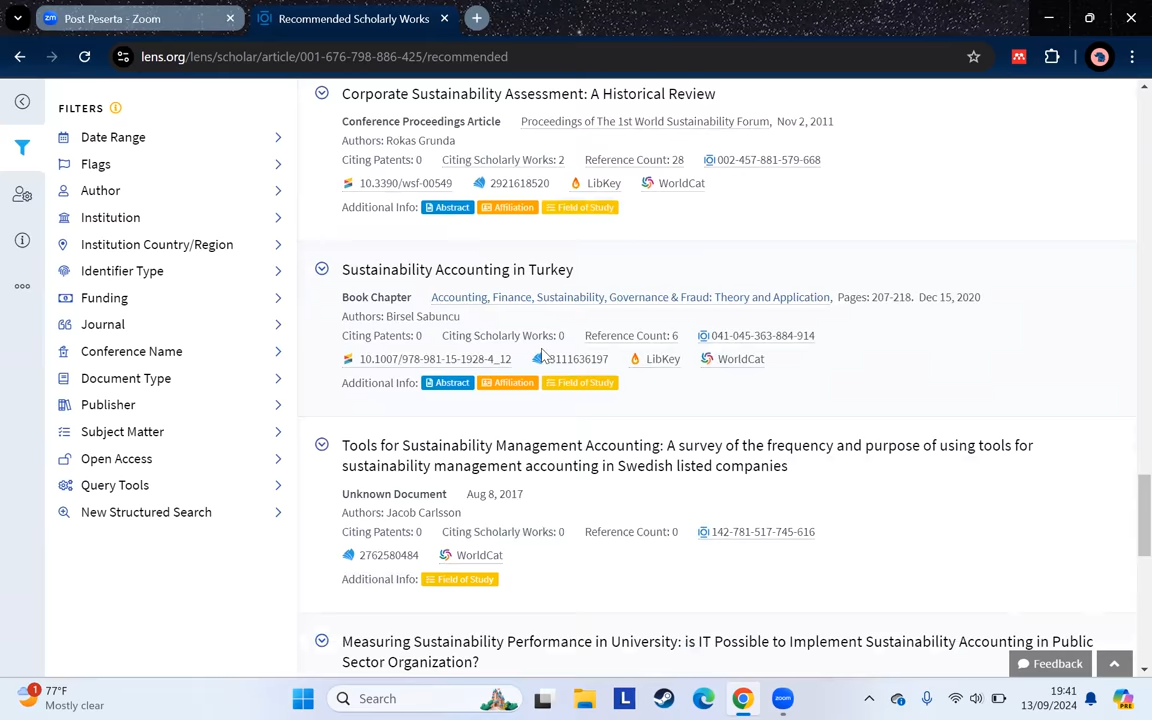 zm Post Peserta - Zoom
Recommended Scholarly Works
lens.org/lens/scholar/article/001-676-798-886-425/recommended
FILTERS
Date Range
Flags
Author
Institution
Institution Country/Region
Identifier Type
Funding
Journal
Conference Name
Document Type
Publisher
Subject Matter
Open Access
Query Tools
New Structured Search
Corporate Sustainability Assessment: A Historical Review
Conference Proceedings Article Proceedings of The 1st World Sustainability Forum, Nov 2, 2011
Authors: Rokas Grunda
Citing Patents: 0 Citing Scholarly Works: 2 Reference Count: 28 002-457-881-579-668
10.3390/wsf-00549 2921618520 LibKey WorldCat
Additional Info: Abstract Affiliation Field of Study
Sustainability Accounting in Turkey
Book Chapter Accounting, Finance, Sustainability, Governance & Fraud: Theory and Application, Pages: 207-218. Dec 15, 2020
Authors: Birsel Sabuncu
Citing Patents: 0 Citing Scholarly Works: 0 Reference Count: 6 041-045-363-884-914
10.1007/978-981-15-1928-4_12 3111636197 LibKey WorldCat
Additional Info: Abstract Affiliation Field of Study
Tools for Sustainability Management Accounting: A survey of the frequency and purpose of using tools for
sustainability management accounting in Swedish listed companies
Unknown Document Aug 8, 2017
Authors: Jacob Carlsson
Citing Patents: 0 Citing Scholarly Works: 0 Reference Count: 0 142-781-517-745-616
2762580484 WorldCat
Additional Info: Field of Study
Measuring Sustainability Performance in University: is IT Possible to Implement Sustainability Accounting in Public
Sector Organization?
Feedback
1
77°F
Mostly clear
Search
L
zoom
19:41
13/09/2024
PRE